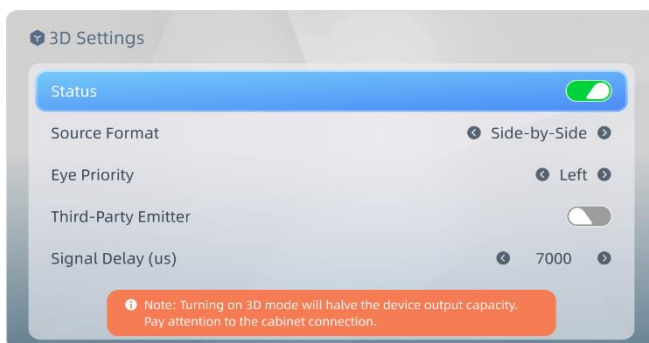 3D Settings
Status
Source Format Side-by-Side
Eye Priority Left
Third-Party Emitter
Signal Delay (us) 7000
Note: Turning on 3D mode will halve the device output capacity.
Pay attention to the cabinet connection.